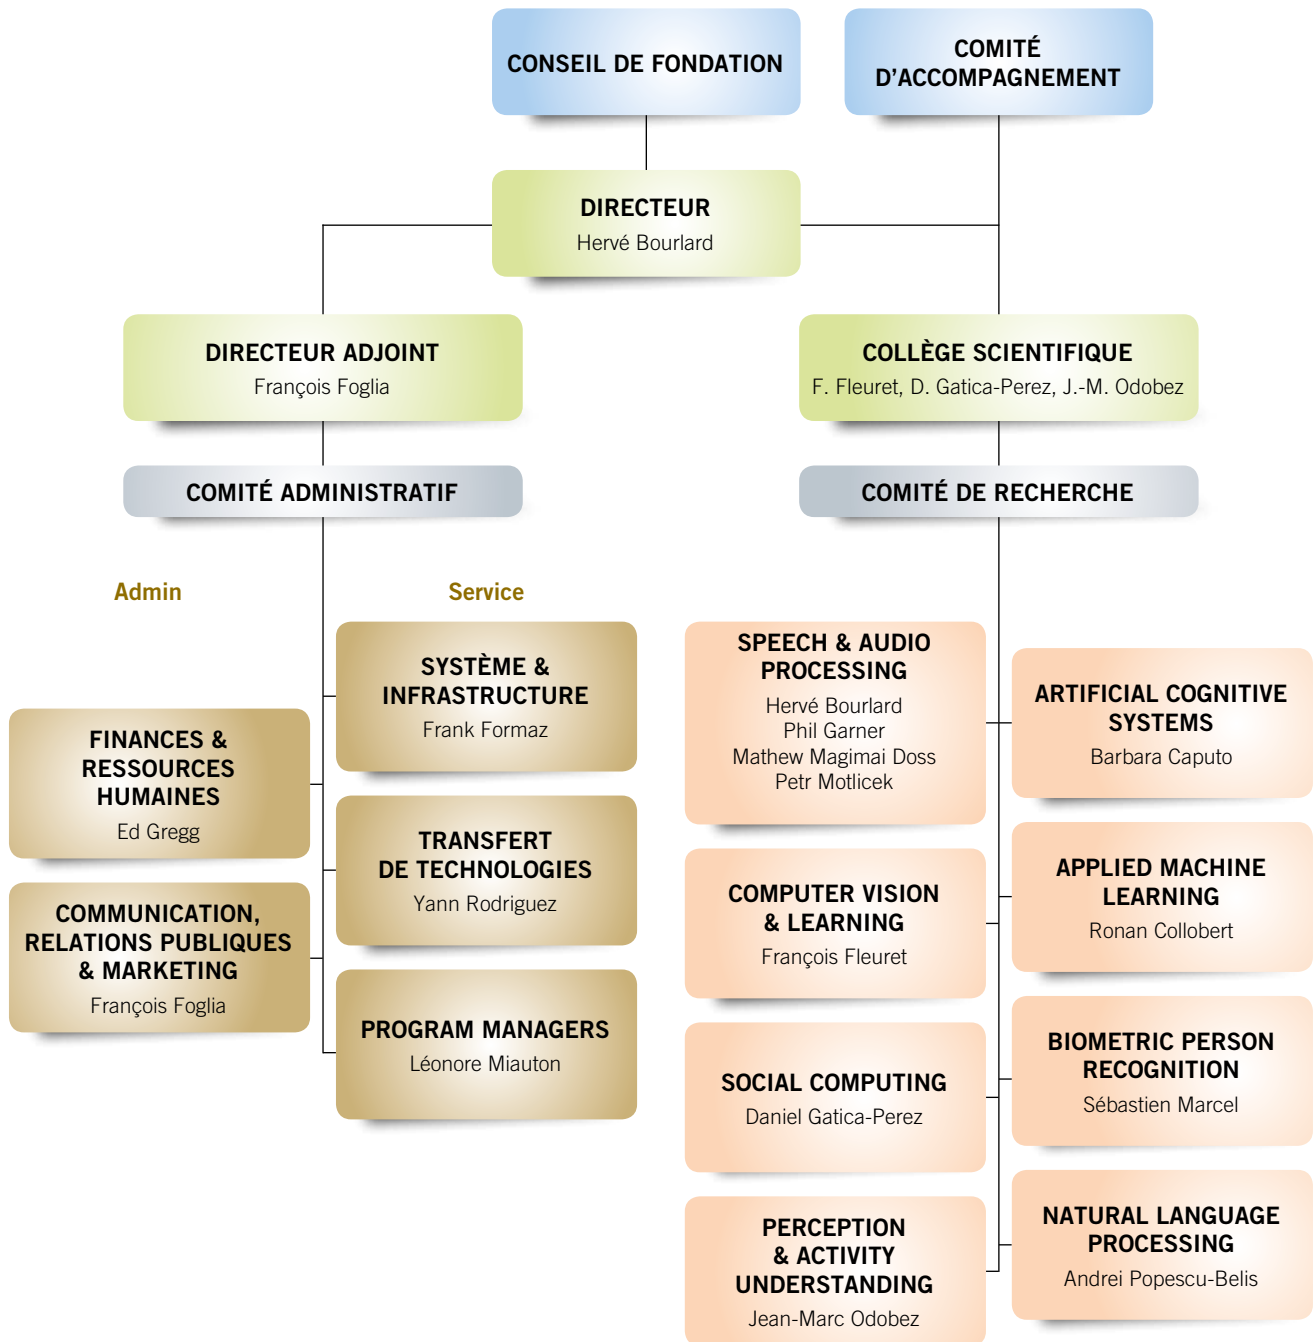 CONSEIL DE FONDATION
COMITÉ
D'ACCOMPAGNEMENT
DIRECTEUR
Hervé Bourlard
DIRECTEUR ADJOINT
François Foglia
COLLÈGE SCIENTIFIQUE
F. Fleuret, D. Gatica-Perez, J.-M. Odobez
COMITÉ ADMINISTRATIF
COMITÉ DE RECHERCHE
Admin
Service
FINANCES &
RESSOURCES
HUMAINES
Ed Gregg
COMMUNICATION,
RELATIONS PUBLIQUES
& MARKETING
François Foglia
SYSTÈME &
INFRASTRUCTURE
Frank Formaz
TRANSFERT
DE TECHNOLOGIES
Yann Rodriguez
PROGRAM MANAGERS
Léonore Miauton
SPEECH & AUDIO
PROCESSING
Hervé Bourlard
Phil Garner
Mathew Magimai Doss
Petr Motlicek
COMPUTER VISION
& LEARNING
François Fleuret
SOCIAL COMPUTING
Daniel Gatica-Perez
PERCEPTION
& ACTIVITY
UNDERSTANDING
Jean-Marc Odobez
ARTIFICIAL COGNITIVE
SYSTEMS
Barbara Caputo
APPLIED MACHINE
LEARNING
Ronan Collobert
BIOMETRIC PERSON
RECOGNITION
Sébastien Marcel
NATURAL LANGUAGE
PROCESSING
Andrei Popescu-Belis